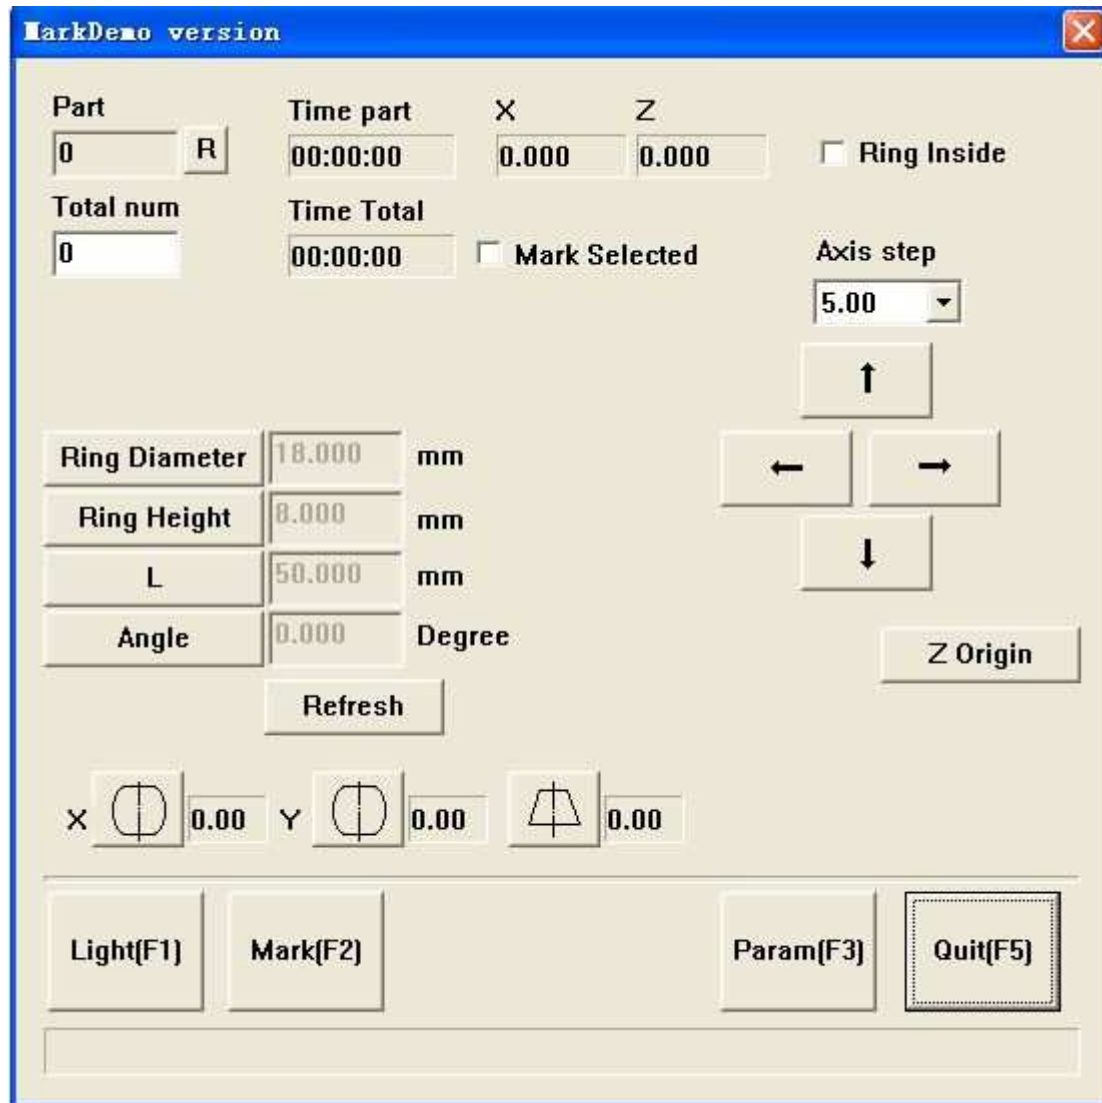 MarkDemo version
Part Time part X Z
0 R 00:00:00 0.000 0.000 Ring Inside
Total num Time Total
0 00:00:00 Mark Selected Axis step
5.00
↑
Ring Diameter 18.000 mm ← →
Ring Height 8.000 mm
L 50.000 mm ↓
Angle 0.000 Degree
Z Origin
Refresh
X 0.00 Y 0.00 0.00
Light(F1) Mark(F2) Param(F3) Quit(F5)